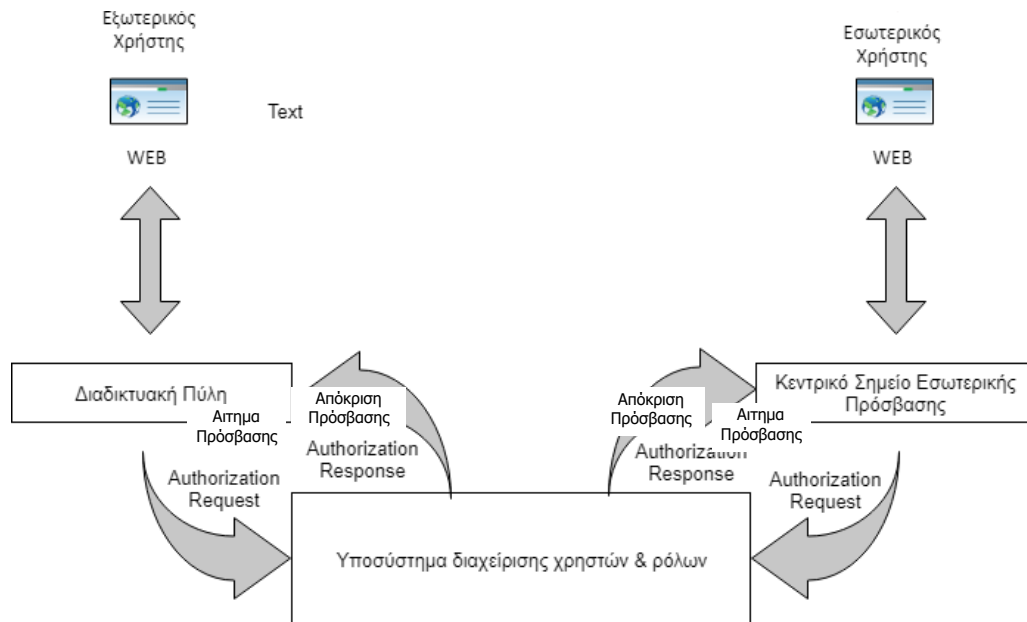 Εξωτερικός
Χρήστης
WEB
Text
Εσωτερικός
Χρήστης
WEB
Διαδικτυακή Πύλη
Αιτημα
Πρόσβασης
Απόκριση
Πρόσβασης
Authorization
Response
Authorization
Request
Απόκριση
Πρόσβασης
Αιτημα
Πρόσβασης
Authorization
Response
Κεντρικό Σημείο Εσωτερικής
Πρόσβασης
Authorization
Request
Υποσύστημα διαχείρισης χρηστών & ρόλων